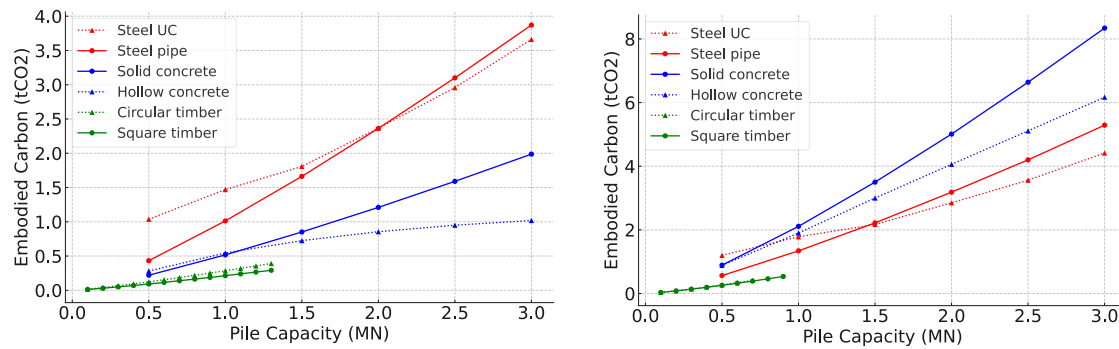 4.0
3.5
3.0
2.5
2.0
1.5
1.0
0.5
0.0
Embodied Carbon (tCO2)
Steel UC
Steel pipe
Solid concrete
Hollow concrete
Circular timber
Square timber
0.0 0.5 1.0 1.5 2.0 2.5 3.0
Pile Capacity (MN)
8
6
4
2
0
Embodied Carbon (tCO2)
Steel UC
Steel pipe
Solid concrete
Hollow concrete
Circular timber
Square timber
0.0 0.5 1.0 1.5 2.0 2.5 3.0
Pile Capacity (MN)